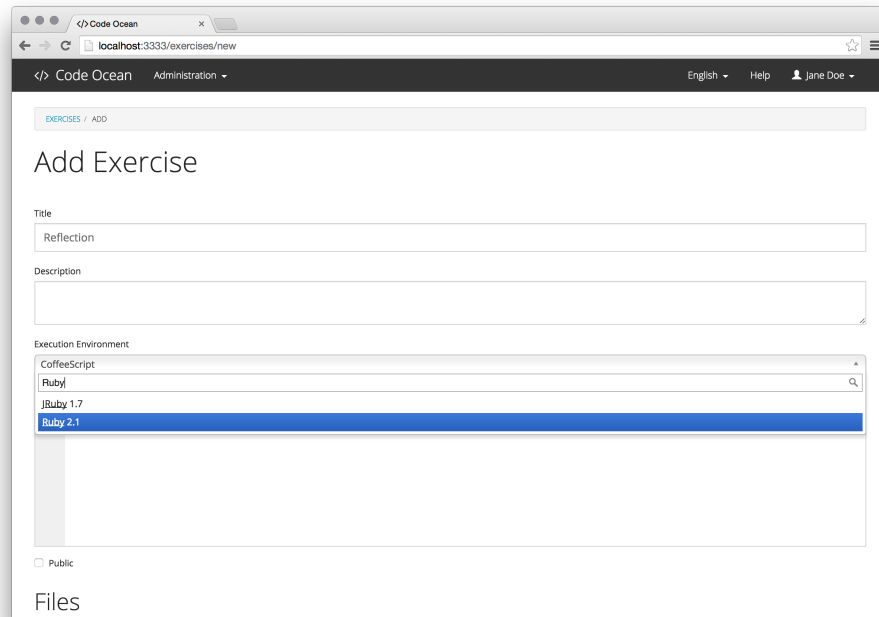 </> Code Ocean ×
localhost:3333/exercises/new
</> Code Ocean Administration English Help Jane Doe
EXERCISES / ADD
Add Exercise
Title
Reflection
Description
Execution Environment
CoffeeScript
Ruby
JRuby 1.7
Ruby 2.1
Public
Files